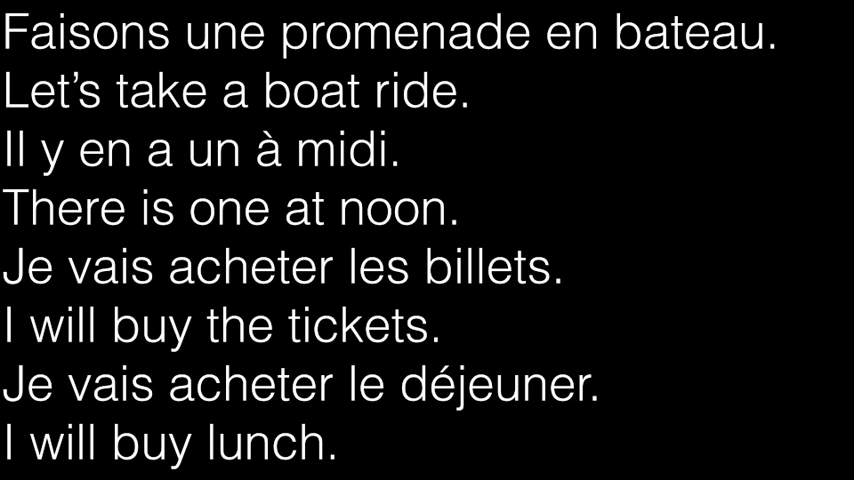 Faisons une promenade en bateau.
Let’s take a boat ride.
Il y en a un à midi.
There is one at noon.
Je vais acheter les billets.
I will buy the tickets.
Je vais acheter le déjeuner.
I will buy lunch.